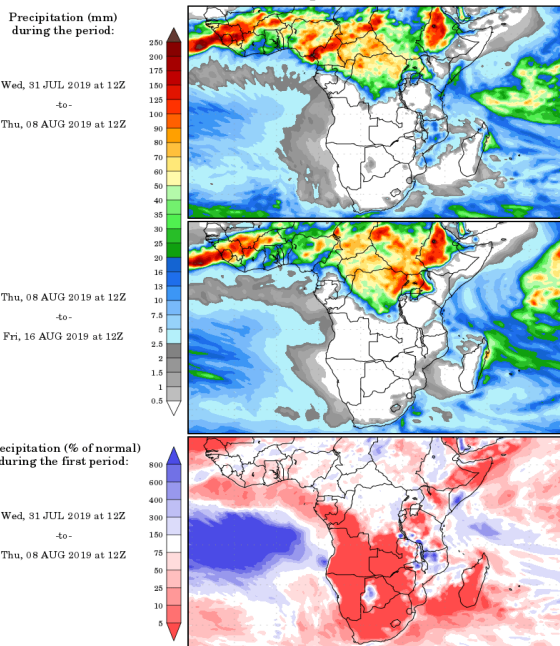 Precipitation (mm)
during the period:
Wed, 31 JUL 2019 at 12Z
-to-
Thu, 08 AUG 2019 at 12Z
250
200
175
150
125
100
90
80
70
60
50
40
35
30
25
20
16
13
10
7.5
5
2.5
2
1.5
1
0.5
Thu, 08 AUG 2019 at 12Z
-to-
Fri, 16 AUG 2019 at 12Z
ecipitation (% of normal)
during the first period:
Wed, 31 JUL 2019 at 12Z
-to-
Thu, 08 AUG 2019 at 12Z
800
600
400
300
150
75
50
25
10
5